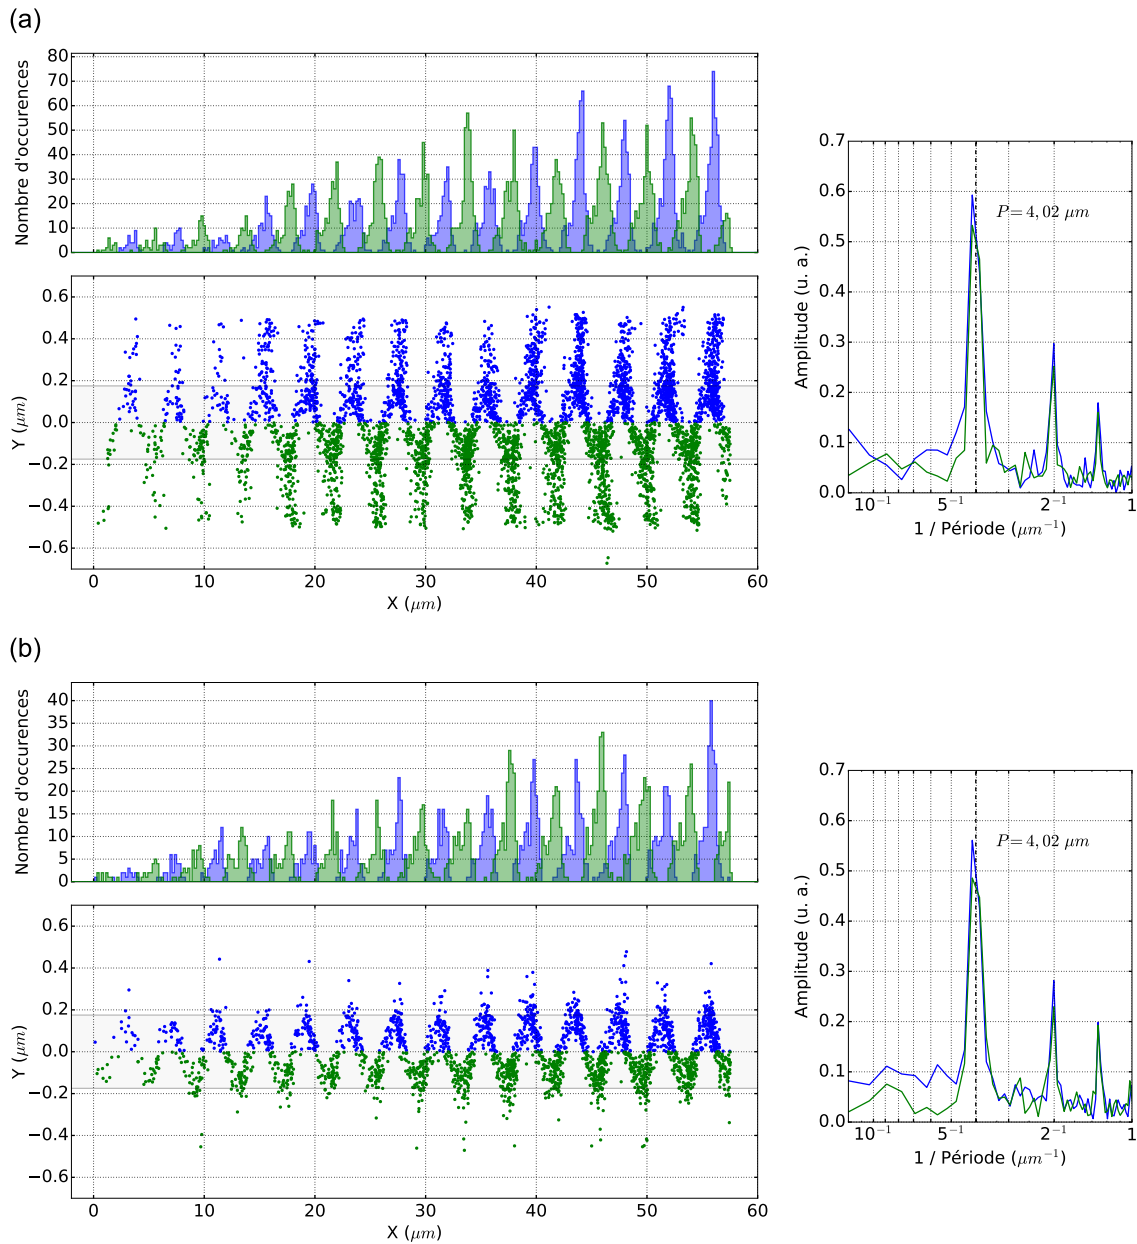 (a)
Nombre d'occurences
80
70
60
50
40
30
20
10
0
Y (μm)
0.6
0.4
0.2
0.0
−0.2
−0.4
−0.6
0 10 20 30 40 50 60
X (μm)
Amplitude (u. a.)
0.7
0.6
0.5
0.4
0.3
0.2
0.1
0.0
P = 4, 02 μm
10⁻¹ 5⁻¹ 2⁻¹ 1
1 / Période (μm⁻¹)
(b)
Nombre d'occurences
40
35
30
25
20
15
10
5
0
Y (μm)
0.6
0.4
0.2
0.0
−0.2
−0.4
−0.6
0 10 20 30 40 50 60
X (μm)
Amplitude (u. a.)
0.7
0.6
0.5
0.4
0.3
0.2
0.1
0.0
P = 4, 02 μm
10⁻¹ 5⁻¹ 2⁻¹ 1
1 / Période (μm⁻¹)